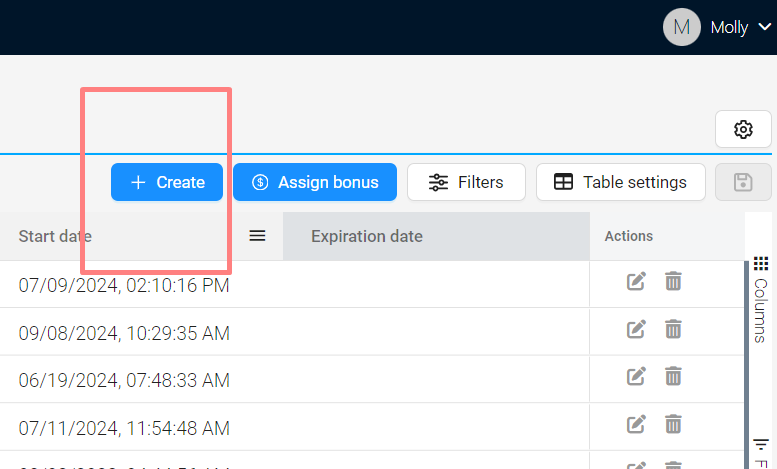 M Molly
Create Assign bonus Filters Table settings
Start date Expiration date Actions
07/09/2024, 02:10:16 PM
Columns
09/08/2024, 10:29:35 AM
06/19/2024, 07:48:33 AM
07/11/2024, 11:54:48 AM